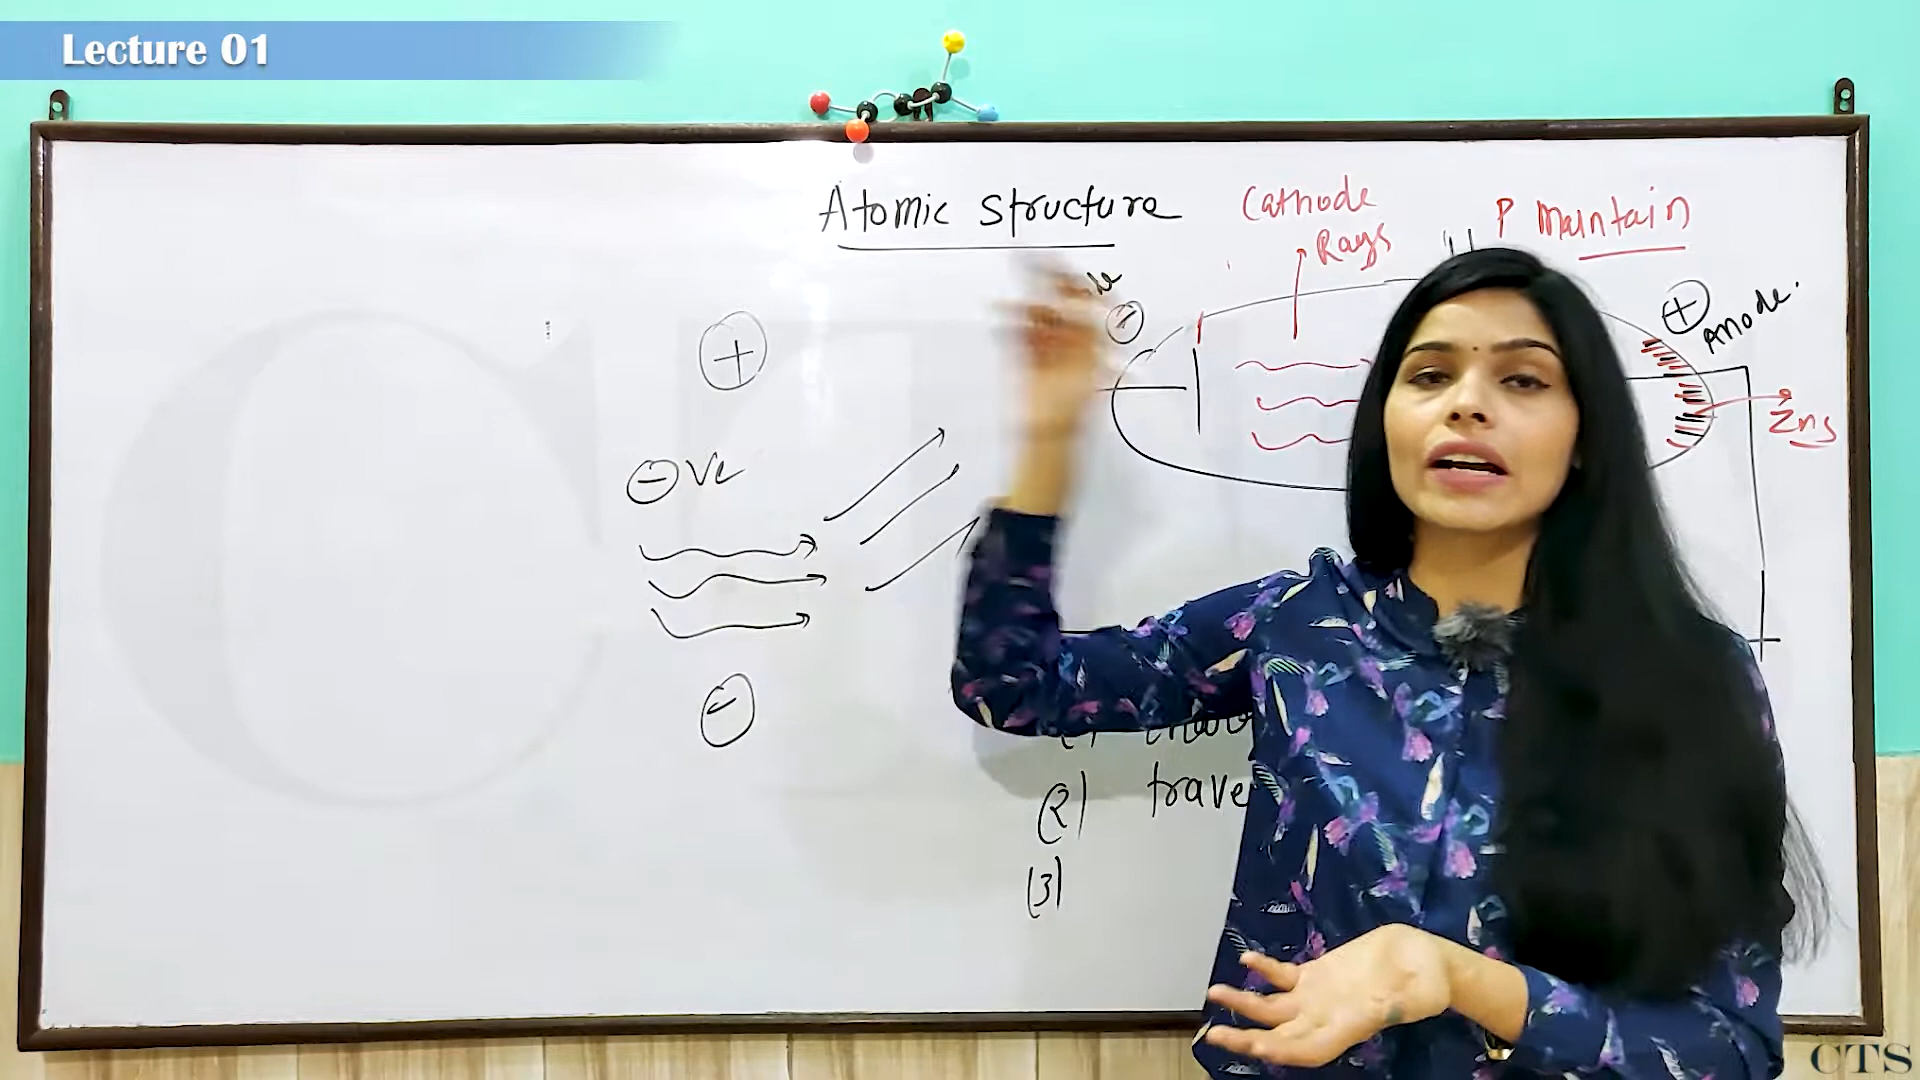 Lecture 01
Atomic structure
Cathode
Rays
P Maintain
⊕
Anode.
⊖
Zns
⊕
⊖ ve
⊖
(2) trave
(3)
CTS